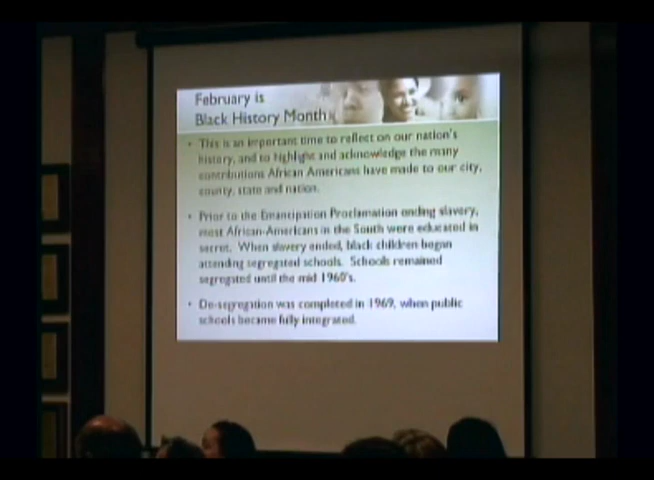 February is
Black History Month
• This is an important time to reflect on our nation's
history, and to highlight and acknowledge the many
contributions African Americans have made to our city,
county, state and nation.
• Prior to the Emancipation Proclamation ending slavery,
most African-Americans in the South were educated in
secret. When slavery ended, black children began
attending segregated schools. Schools remained
segregated until the mid 1960's.
• De-segregation was completed in 1969, when public
schools became fully integrated.